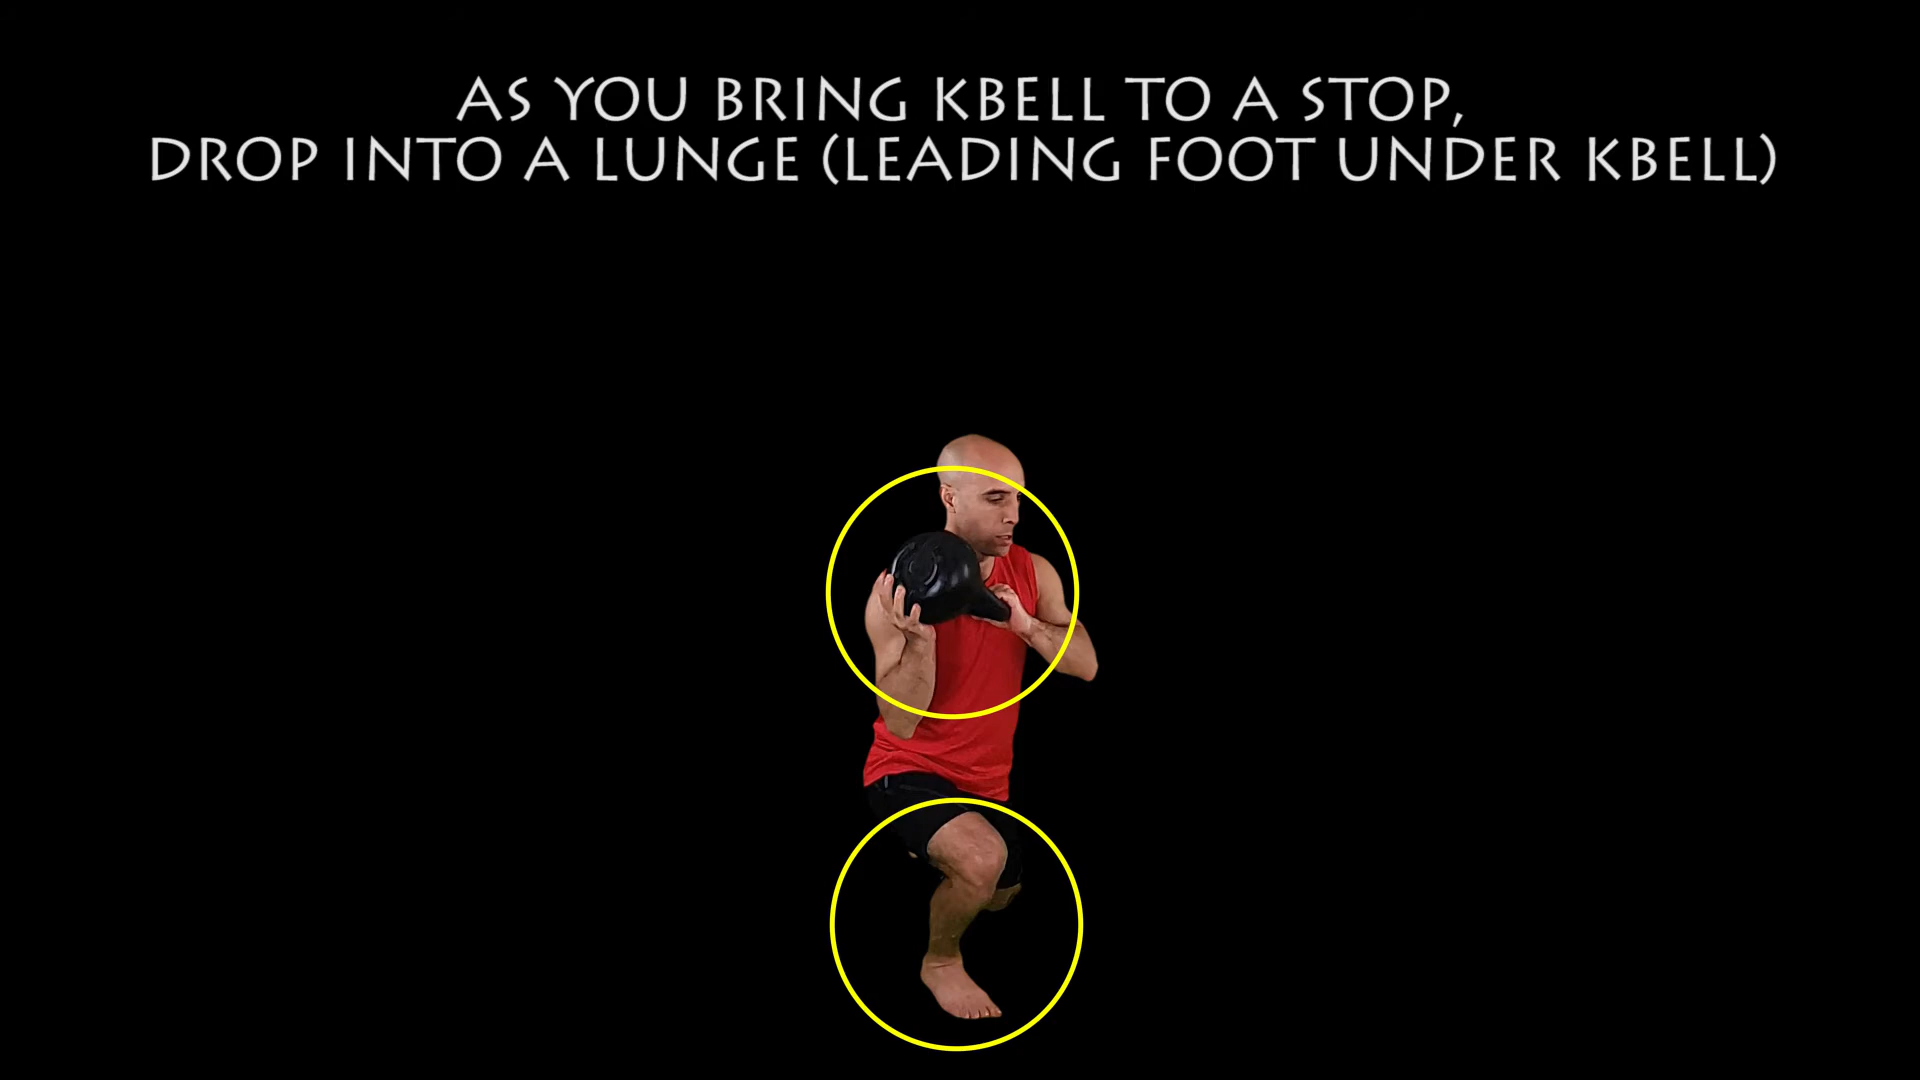 AS YOU BRING KBELL TO A STOP,
DROP INTO A LUNGE (LEADING FOOT UNDER KBELL)